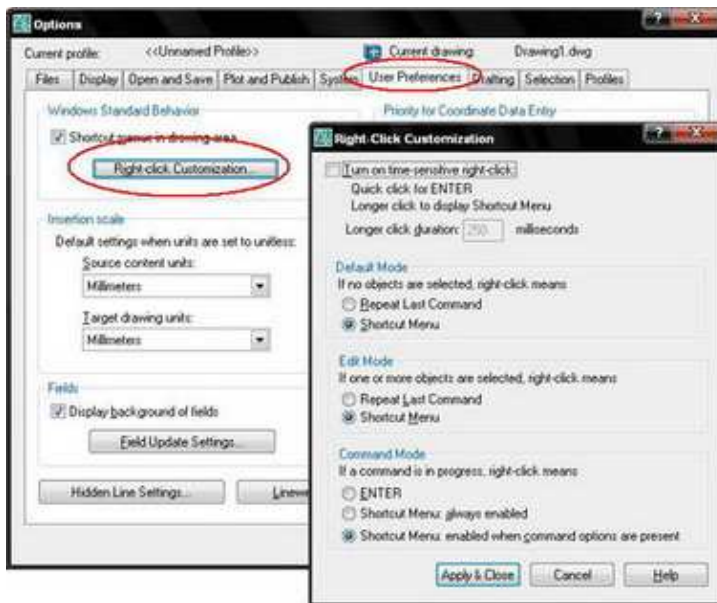 Options
Current profile: <<Unnamed Profile>> Current drawing: Drawing1.dwg
Files Display Open and Save Plot and Publish System User Preferences Drafting Selection Profiles
Windows Standard Behavior
Shortcut menus in drawing area
Right-click Customization...
Insertion scale
Default settings when units are set to unitless:
Source content units:
Millimeters
Target drawing units:
Millimeters
Fields
Display background of fields
Field Update Settings...
Hidden Line Settings...
Linewe
Priority for Coordinate Data Entry
Right-Click Customization
Turn on time-sensitive right-click:
Quick click for ENTER
Longer click to display Shortcut Menu
Longer click duration: 250 milliseconds
Default Mode
If no objects are selected, right-click means
Repeat Last Command
Shortcut Menu
Edit Mode
If one or more objects are selected, right-click means
Repeat Last Command
Shortcut Menu
Command Mode
If a command is in progress, right-click means
ENTER
Shortcut Menu: always enabled
Shortcut Menu: enabled when command options are present
Apply & Close Cancel Help